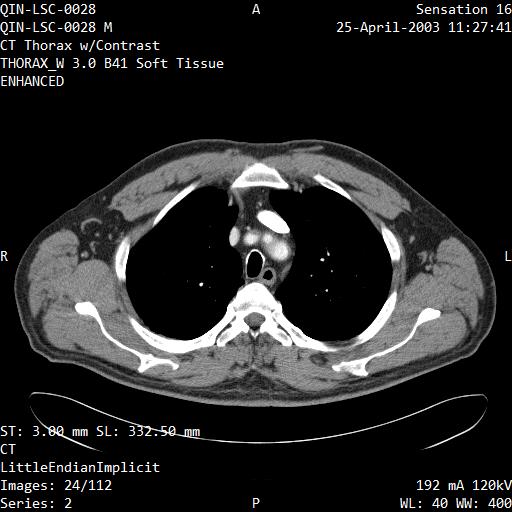 QIN-LSC-0028
A
Sensation 16
QIN-LSC-0028 M
25-April-2003 11:27:41
CT Thorax w/Contrast
THORAX_W 3.0 B41 Soft Tissue
ENHANCED
R
L
ST: 3.00 mm SL: 332.50 mm
CT
LittleEndianImplicit
Images: 24/112
192 mA 120kV
Series: 2
P
WL: 40 WW: 400